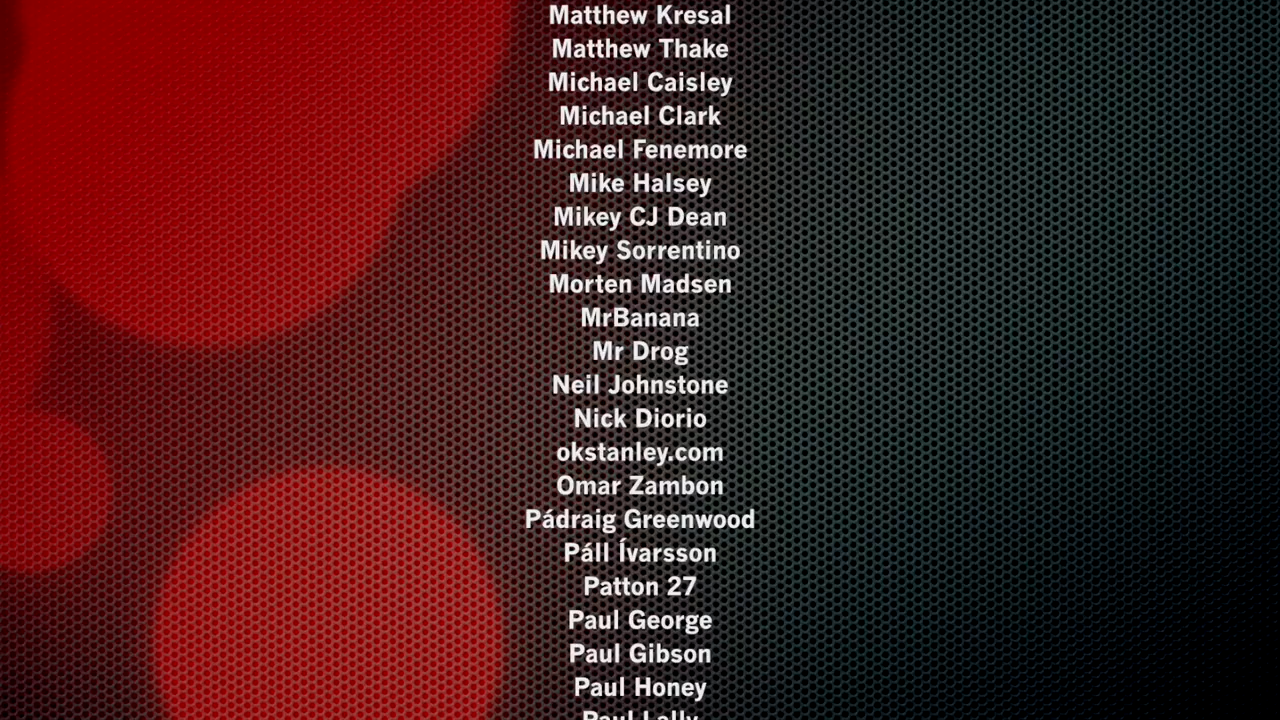 Matthew Kresal
Matthew Thake
Michael Caisley
Michael Clark
Michael Fenemore
Mike Halsey
Mikey CJ Dean
Mikey Sorrentino
Morten Madsen
MrBanana
Mr Drog
Neil Johnstone
Nick Diorio
okstanley.com
Omar Zambon
Pádraig Greenwood
Páll Ívarsson
Patton 27
Paul George
Paul Gibson
Paul Honey
Paul Lally